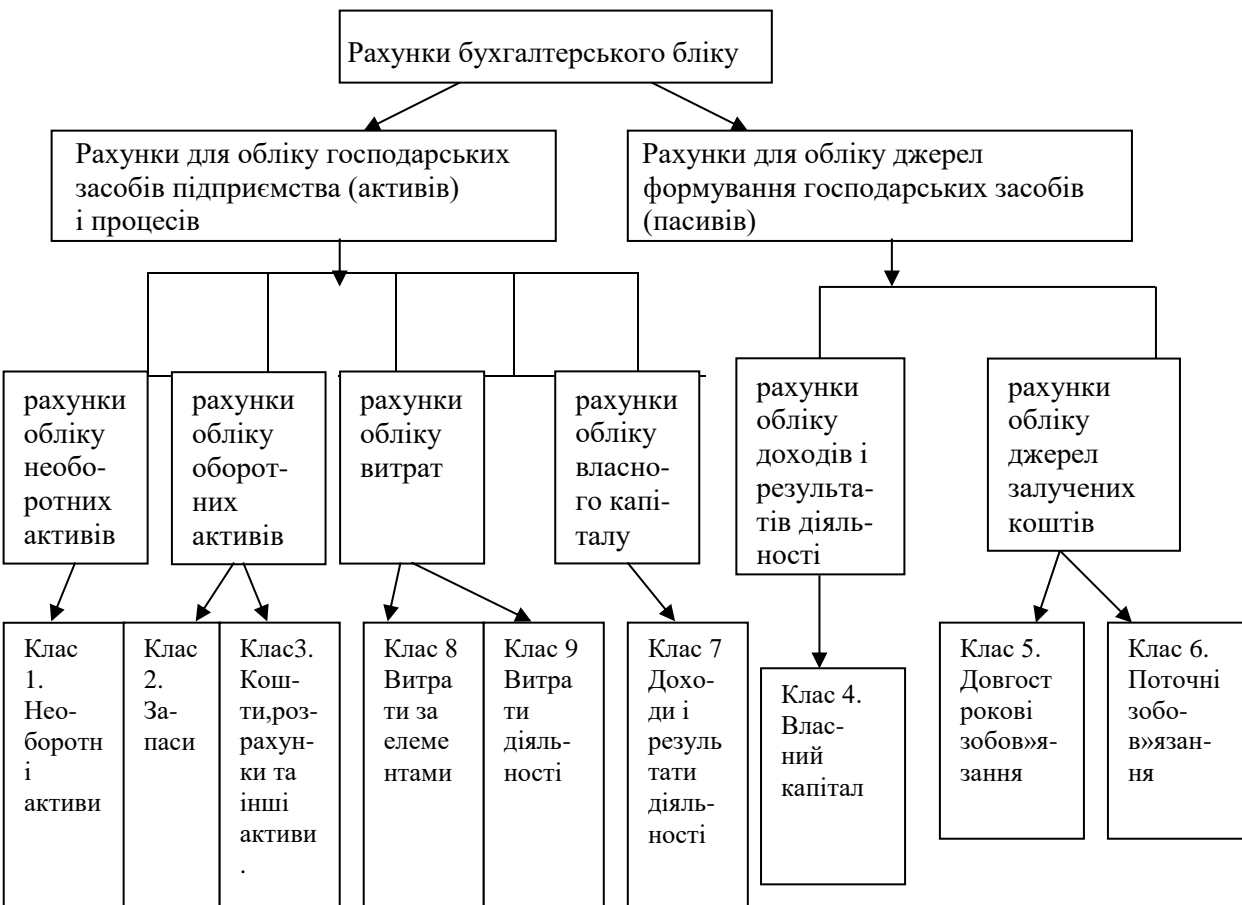 Рахунки бухгалтерського бліку
Рахунки для обліку господарських
засобів підприємства (активів)
і процесів
Рахунки для обліку джерел
формування господарських засобів
(пасивів)
рахунки
обліку
необо-
ротних
активів
рахунки
обліку
оборот-
них
активів
рахунки
обліку
витрат
рахунки
обліку
власно-
го капі-
талу
рахунки
обліку
доходів і
результа-
тів діяль-
ності
рахунки
обліку
джерел
залучених
коштів
Клас
1.
Нео-
боротн
і
активи
Клас
2.
За-
паси
Клас3.
Кош-
ти,роз-
рахун-
ки та
інші
активи
.
Клас 8
Витра
ти за
елеме
нтами
Клас 9
Витра
ти
діяль-
ності
Клас 7
Дохо-
ди і
резуль
тати
діяль-
ності
Клас 4.
Влас-
ний
капітал
Клас 5.
Довгост
рокові
зобов»я-
зання
Клас 6.
Поточні
зобо-
в»язан-
ня